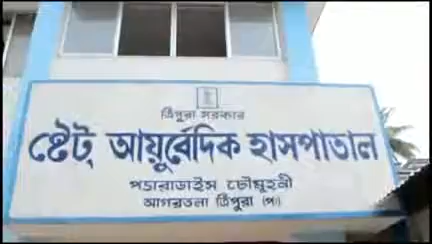 ত্রিপুরা সরকার
ষ্টেট্ আয়ুর্বেদিক হাসপাতাল
প্যারাডাইস চৌমুহনী
আগরতলা ত্রিপুরা (প)